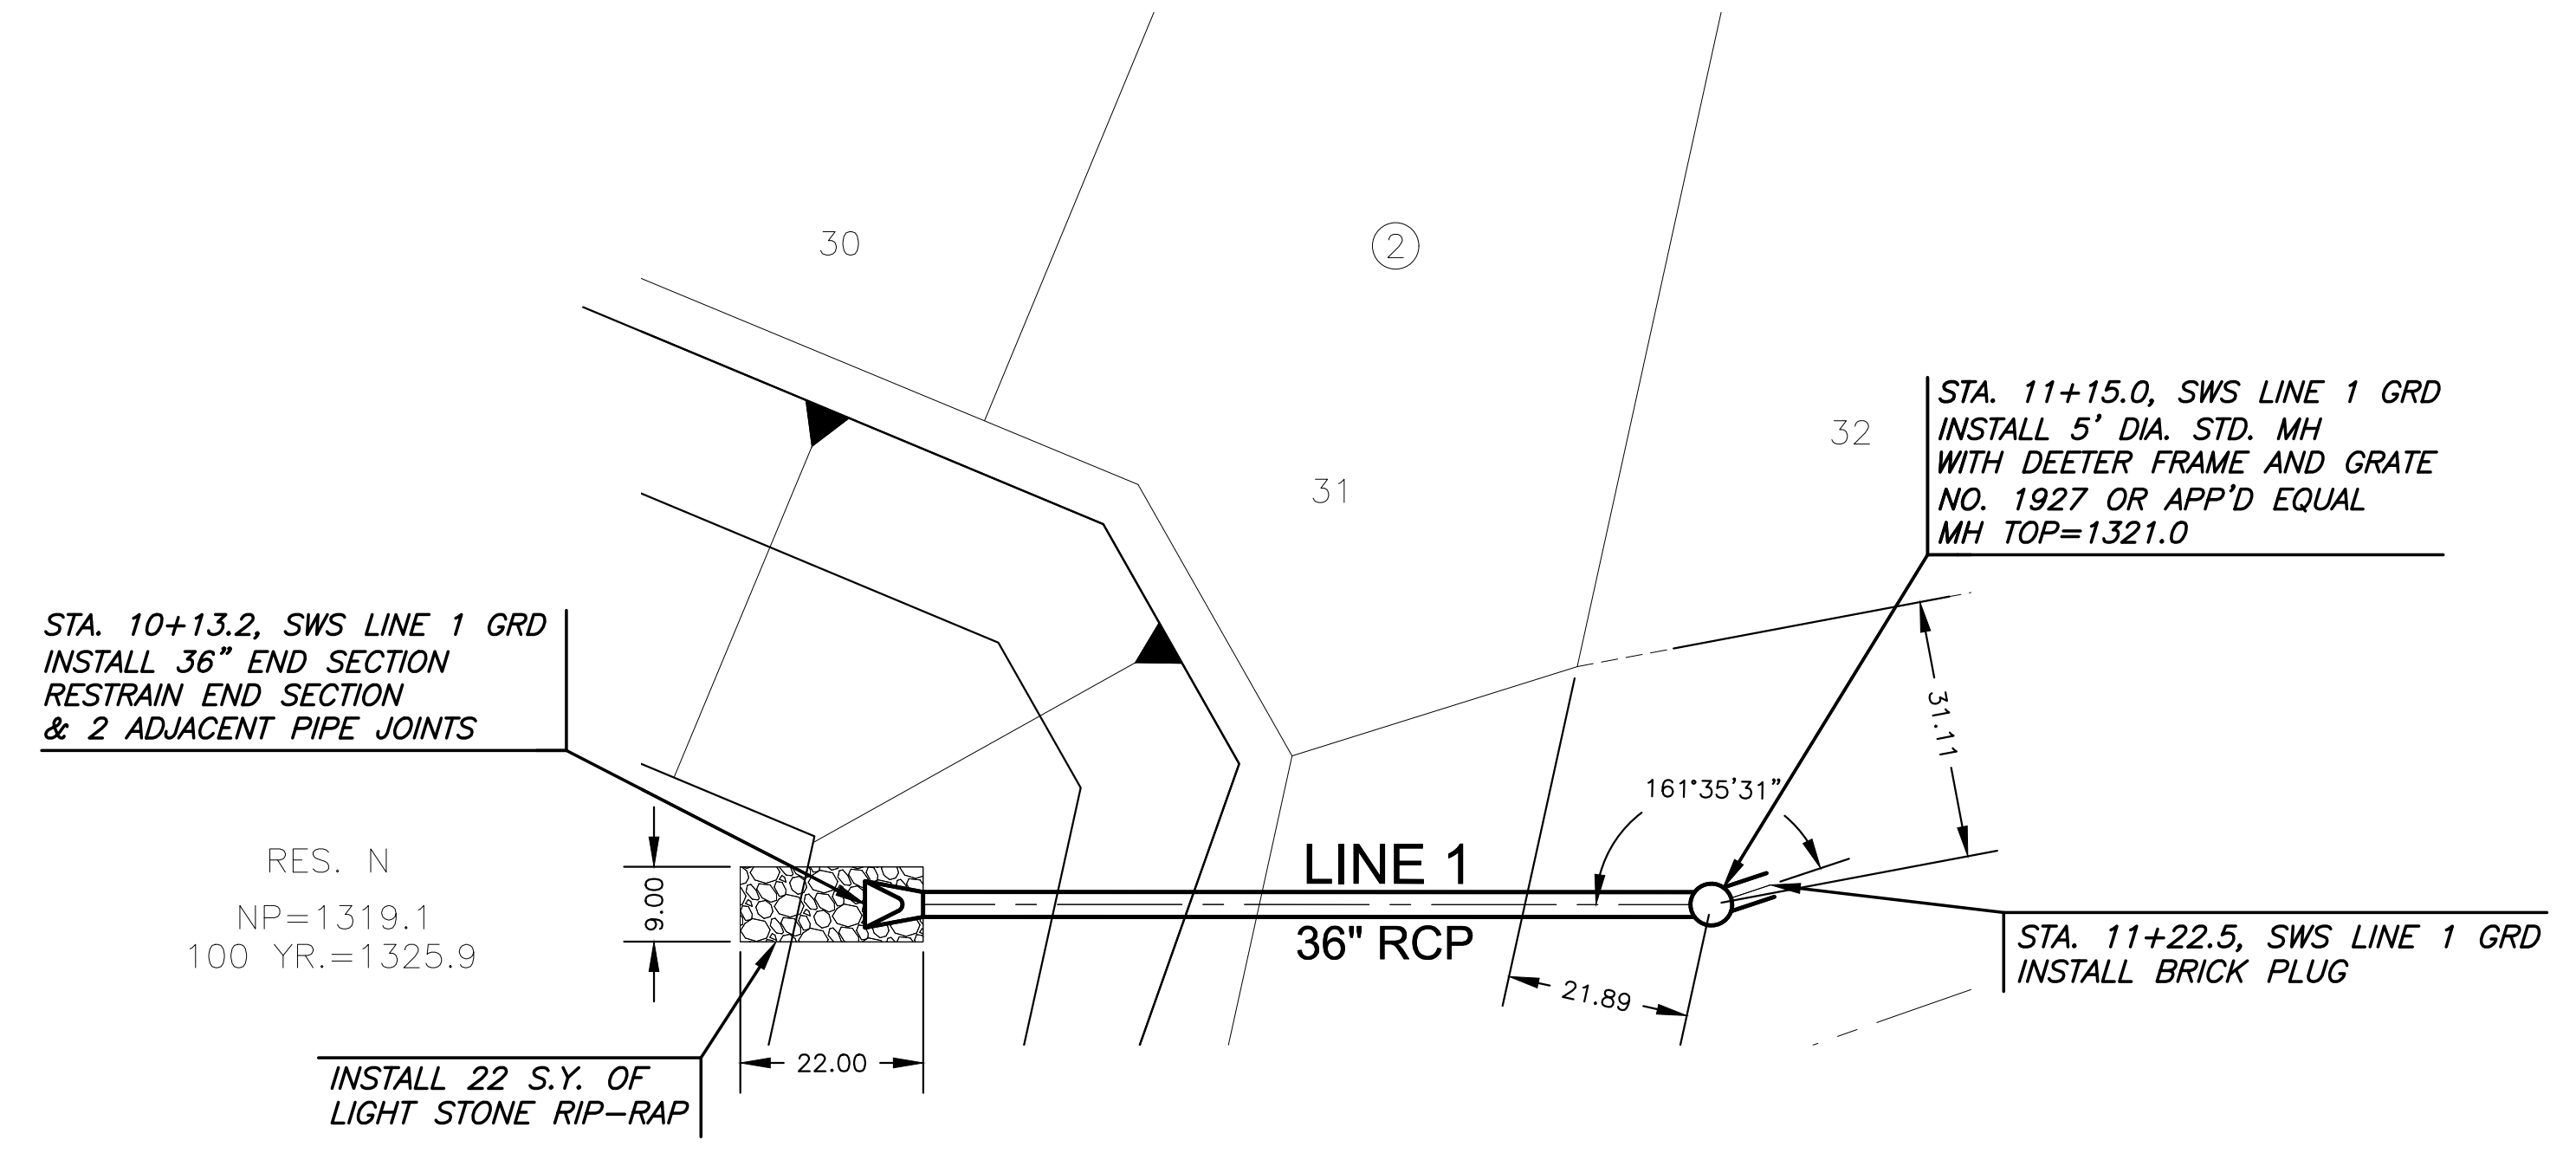 30
2
31
32
STA. 11+15.0, SWS LINE 1 GRD
INSTALL 5' DIA. STD. MH
WITH DEETER FRAME AND GRATE
NO. 1927 OR APP'D EQUAL
MH TOP=1321.0
STA. 10+13.2, SWS LINE 1 GRD
INSTALL 36" END SECTION
RESTRAIN END SECTION
& 2 ADJACENT PIPE JOINTS
31.11
161°35'31"
RES. N
NP=1319.1
100 YR.=1325.9
9.00
LINE 1
36" RCP
STA. 11+22.5, SWS LINE 1 GRD
INSTALL BRICK PLUG
21.89
22.00
INSTALL 22 S.Y. OF
LIGHT STONE RIP-RAP